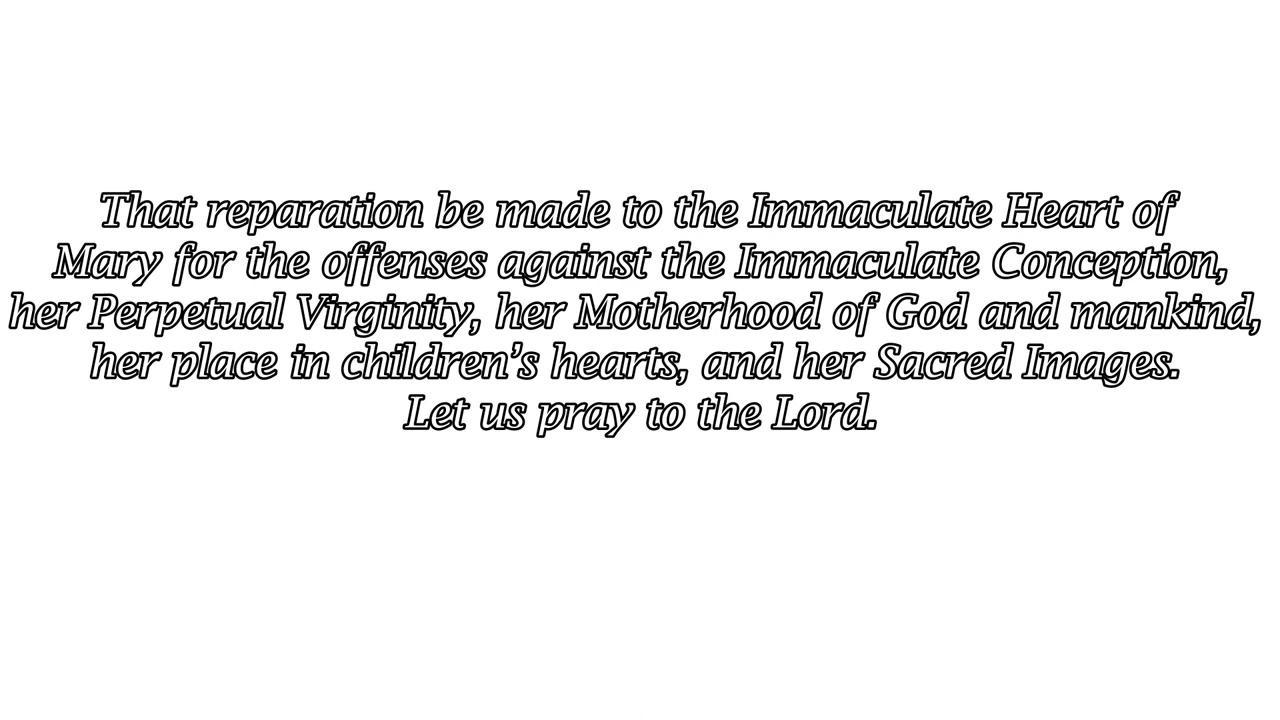 That reparation be made to the Immaculate Heart of
Mary for the offenses against the Immaculate Conception,
her Perpetual Virginity, her Motherhood of God and mankind,
her place in children’s hearts, and her Sacred Images.
Let us pray to the Lord.